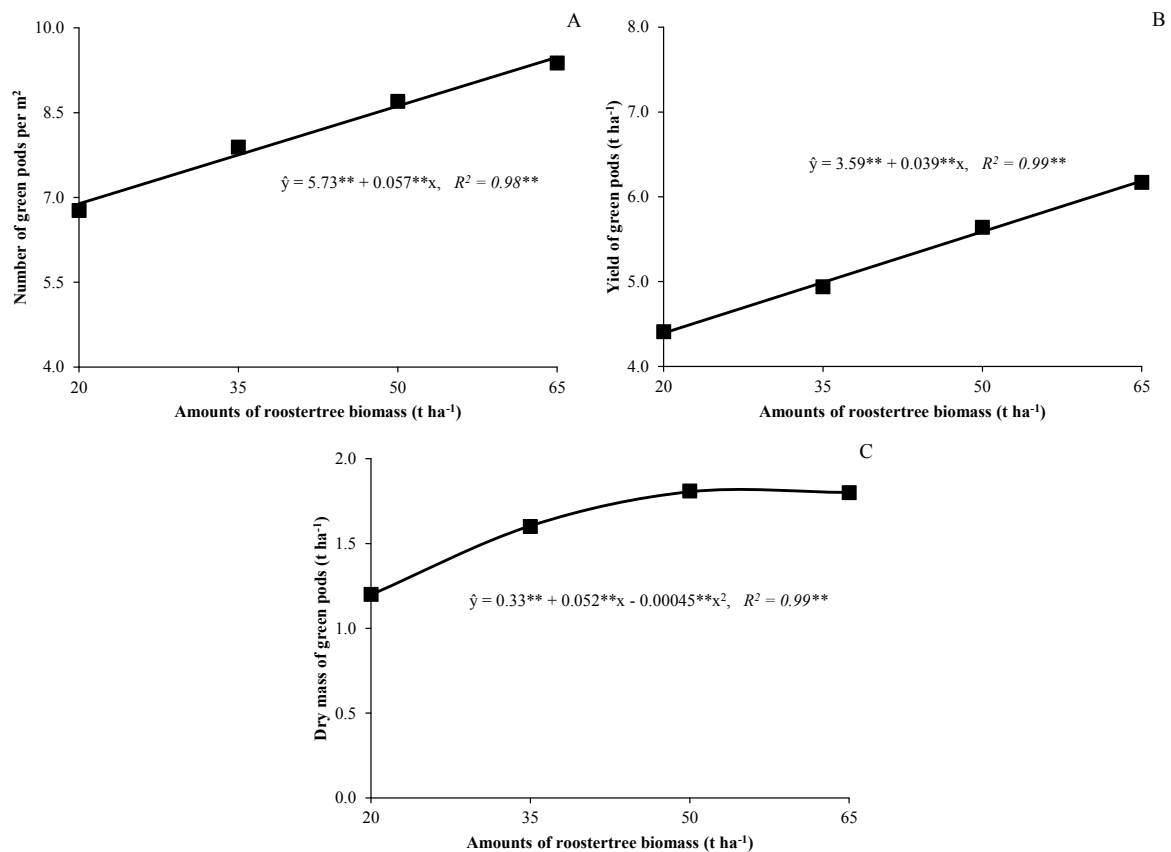 A
10.0
8.5
7.0
5.5
4.0
Number of green pods per m²
ŷ = 5.73** + 0.057**x, R² = 0.98**
20 35 50 65
Amounts of roostertree biomass (t ha⁻¹)
B
8.0
7.0
6.0
5.0
4.0
Yield of green pods (t ha⁻¹)
ŷ = 3.59** + 0.039**x, R² = 0.99**
20 35 50 65
Amounts of roostertree biomass (t ha⁻¹)
C
2.0
1.5
1.0
0.5
0.0
Dry mass of green pods (t ha⁻¹)
ŷ = 0.33** + 0.052**x - 0.00045**x², R² = 0.99**
20 35 50 65
Amounts of roostertree biomass (t ha⁻¹)